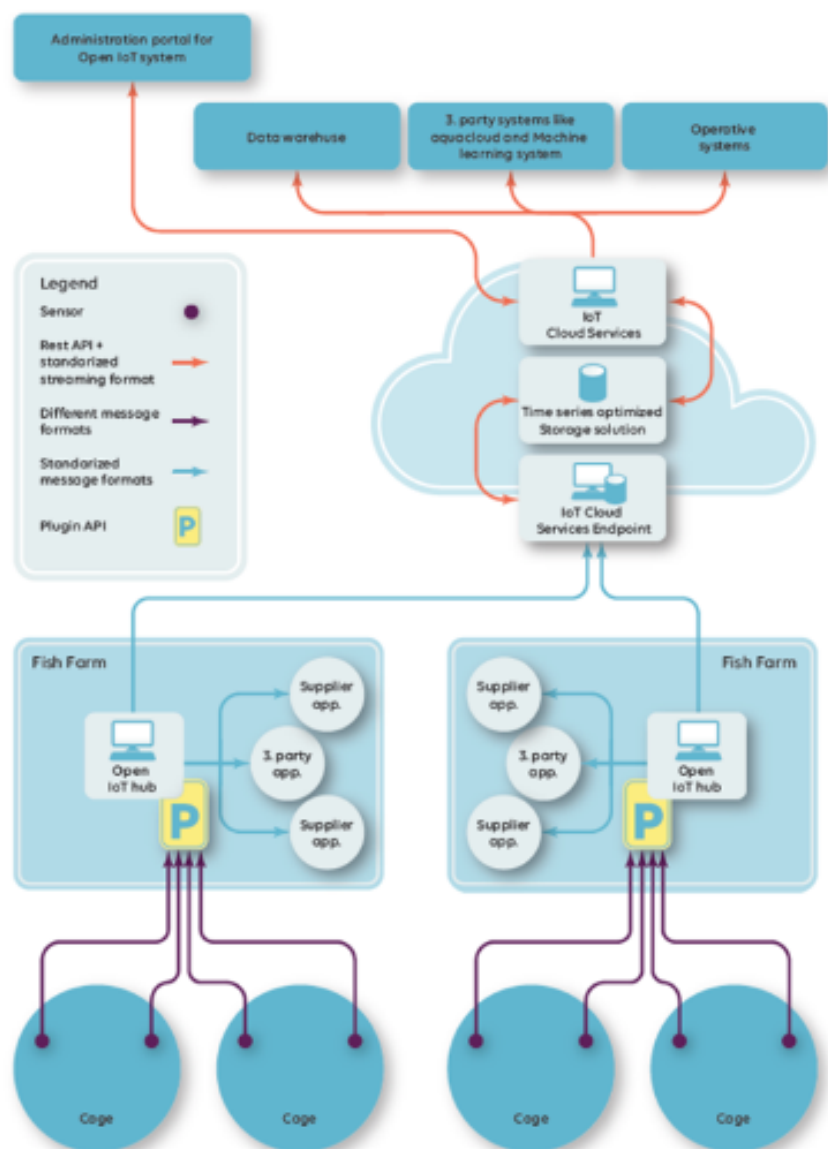 Administration portal for
Open IoT system
Data warehuse
3. party systems like
aquacloud and Machine
learning system
Operative
systems
Legend
Sensor
Rest API +
standarized
streaming format
Different message
formats
Standarized
message formats
Plugin API
P
IoT
Cloud Services
Time series optimized
Storage solution
IoT Cloud
Services Endpoint
Fish Farm
Supplier
app.
3. party
app.
Supplier
app.
Open
IoT hub
P
Fish Farm
Supplier
app.
3. party
app.
Supplier
app.
Open
IoT hub
P
Cage
Cage
Cage
Cage